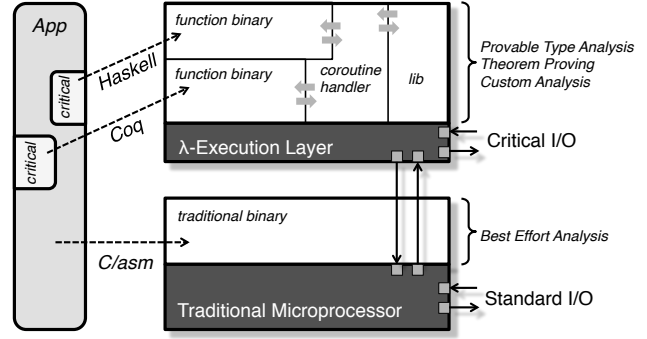 App
critical
critical
Haskell
Coq
C/asm
function binary
function binary
coroutine
handler
lib
λ-Execution Layer
Provable Type Analysis
Theorem Proving
Custom Analysis
Critical I/O
traditional binary
Best Effort Analysis
Traditional Microprocessor
Standard I/O